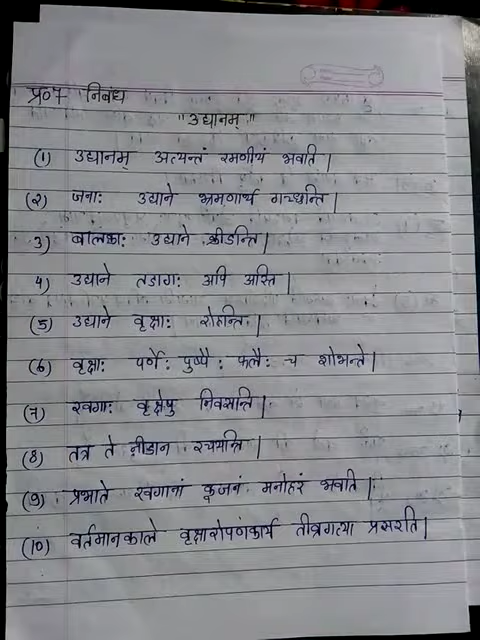 प्र०7 निबंध
"उद्यानम्"
(1) उद्यानम् अत्यन्तं रमणीयं भवति |
(2) जनाः उद्याने भ्रमणार्थं गच्छन्ति |
3) बालकाः उद्याने क्रीडन्ति |
4) उद्याने तडागः अपि अस्ति |
(5) उद्याने वृक्षाः रोहन्ति |
(6) वृक्षाः पर्णैः पुष्पैः फलैः च शोभन्ते |
(7) खगाः वृक्षेषु निवसन्ति |
(8) तत्र ते नीडान रचयन्ति |
(9) प्रभाते खगानां कूजनं मनोहरं भवति |
(10) वर्तमानकाले वृक्षारोपणकार्यं तीव्रगत्या प्रसरति |